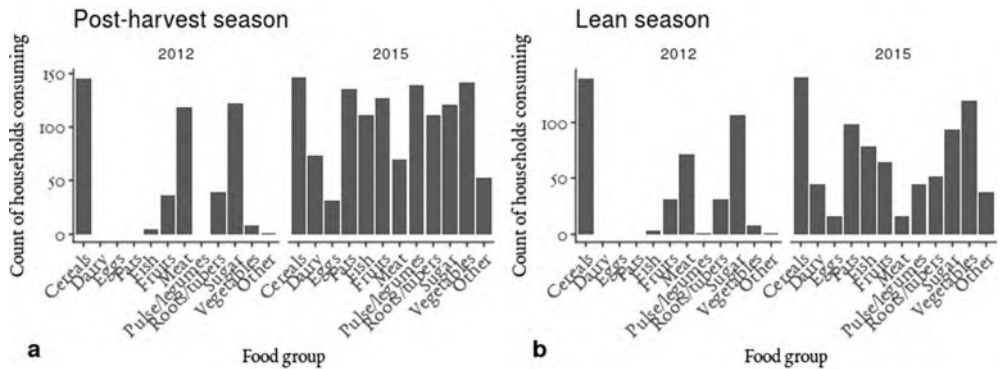 Post-harvest season
2012
2015
Count of households consuming
150
100
50
0
Cereals
Dairy
Eggs
Fats
Fish
Fruits
Meat
Pulse/legumes
Roots/tubers
Sugar
Vegetables
Other
Cereals
Dairy
Eggs
Fats
Fish
Fruits
Meat
Pulse/legumes
Roots/tubers
Sugar
Vegetables
Other
a
Food group
Lean season
2012
2015
Count of households consuming
100
50
0
Cereals
Dairy
Eggs
Fats
Fish
Fruits
Meat
Pulse/legumes
Roots/tubers
Sugar
Vegetables
Other
Cereals
Dairy
Eggs
Fats
Fish
Fruits
Meat
Pulse/legumes
Roots/tubers
Sugar
Vegetables
Other
b
Food group